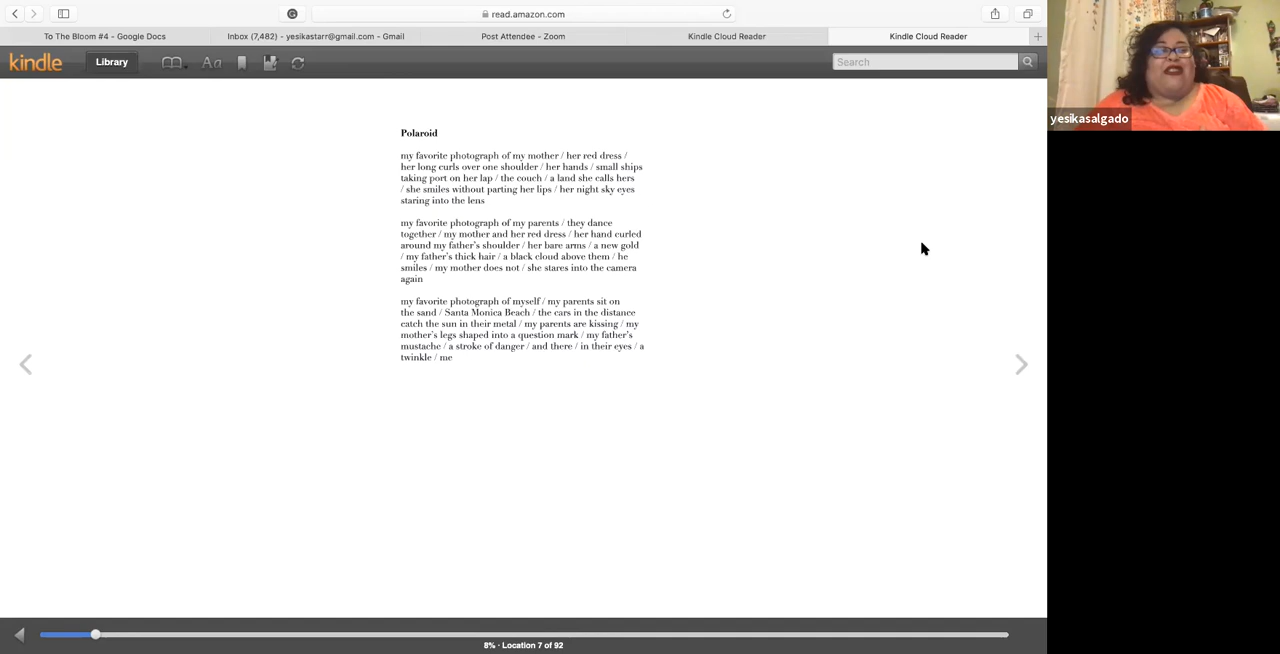 read.amazon.com
To The Bloom #4 - Google Docs
Inbox (7,482) - yesikastarr@gmail.com - Gmail
Post Attendee - Zoom
Kindle Cloud Reader
Kindle Cloud Reader
kindle
Library
Aa
Search
yesikasalgado
Polaroid
my favorite photograph of my mother / her red dress /
her long curls over one shoulder / her hands / small ships
taking port on her lap / the couch / a land she calls hers
/ she smiles without parting her lips / her night sky eyes
staring into the lens
my favorite photograph of my parents / they dance
together / my mother and her red dress / her hand curled
around my father's shoulder / her bare arms / a new gold
/ my father's thick hair / a black cloud above them / he
smiles / my mother does not / she stares into the camera
again
my favorite photograph of myself / my parents sit on
the sand / Santa Monica Beach / the cars in the distance
catch the sun in their metal / my parents are kissing / my
mother's legs shaped into a question mark / my father's
mustache / a stroke of danger / and there / in their eyes / a
twinkle / me
8% · Location 7 of 92